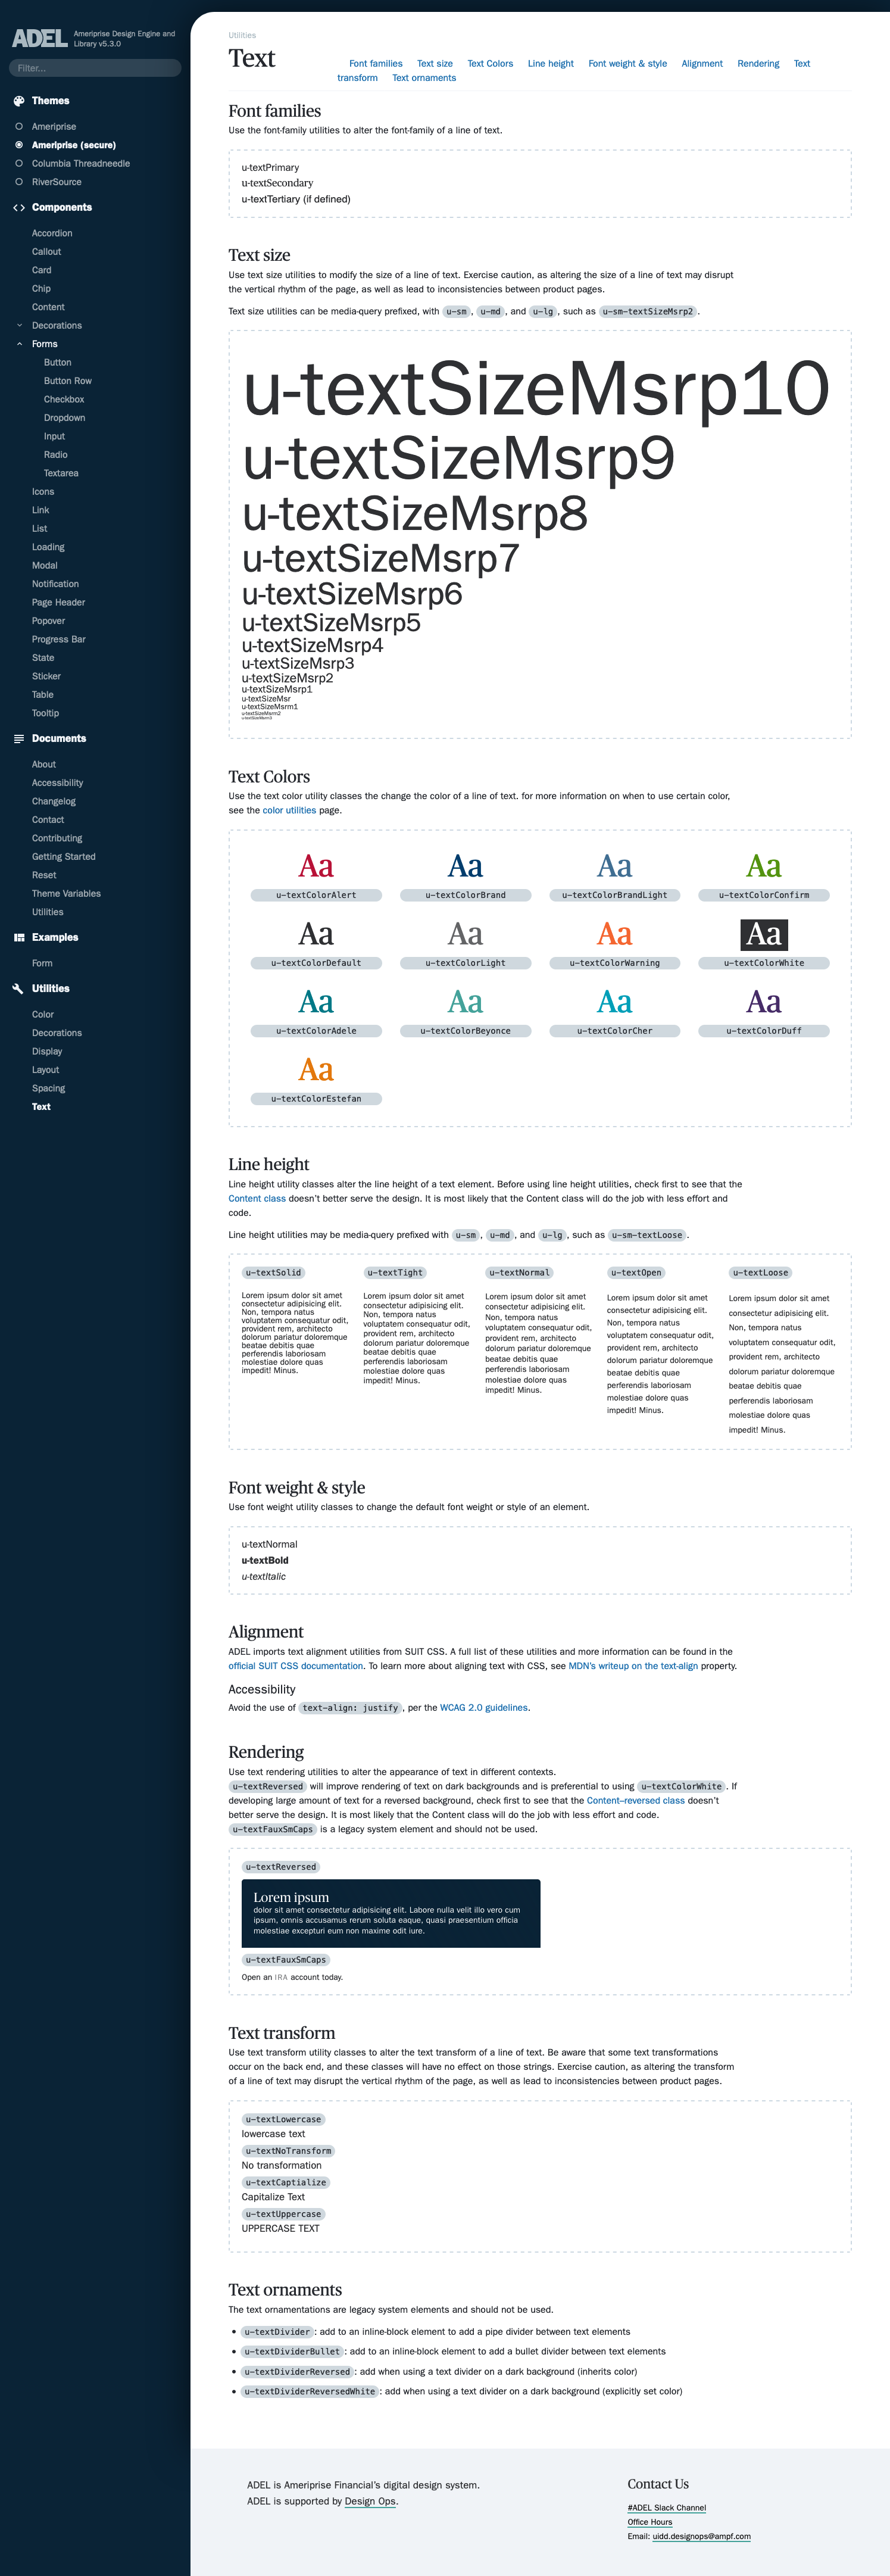 ADEL
Ameriprise Design Engine and
Library v5.3.0
Filter...
Themes
Ameriprise
Ameriprise (secure)
Columbia Threadneedle
RiverSource
Components
Accordion
Callout
Card
Chip
Content
Decorations
Forms
Button
Button Row
Checkbox
Dropdown
Input
Radio
Textarea
Icons
Link
List
Loading
Modal
Notification
Page Header
Popover
Progress Bar
State
Sticker
Table
Tooltip
Documents
About
Accessibility
Changelog
Contact
Contributing
Getting Started
Reset
Theme Variables
Utilities
Examples
Form
Utilities
Color
Decorations
Display
Layout
Spacing
Text
Utilities
Text
Font families Text size Text Colors Line height Font weight & style Alignment Rendering Text
transform Text ornaments
Font families
Use the font-family utilities to alter the font-family of a line of text.
u-textPrimary
u-textSecondary
u-textTertiary (if defined)
Text size
Use text size utilities to modify the size of a line of text. Exercise caution, as altering the size of a line of text may disrupt
the vertical rhythm of the page, as well as lead to inconsistencies between product pages.
Text size utilities can be media-query prefixed, with u-sm, u-md, and u-lg, such as u-sm-textSizeMsrp2.
u-textSizeMsrp10
u-textSizeMsrp9
u-textSizeMsrp8
u-textSizeMsrp7
u-textSizeMsrp6
u-textSizeMsrp5
u-textSizeMsrp4
u-textSizeMsrp3
u-textSizeMsrp2
u-textSizeMsrp1
u-textSizeMsr
u-textSizeMsrm1
u-textSizeMsrm2
u-textSizeMsrm3
Text Colors
Use the text color utility classes the change the color of a line of text. for more information on when to use certain color,
see the color utilities page.
Aa Aa Aa Aa
u-textColorAlert u-textColorBrand u-textColorBrandLight u-textColorConfirm
Aa Aa Aa Aa
u-textColorDefault u-textColorLight u-textColorWarning u-textColorWhite
Aa Aa Aa Aa
u-textColorAdele u-textColorBeyonce u-textColorCher u-textColorDuff
Aa
u-textColorEstefan
Line height
Line height utility classes alter the line height of a text element. Before using line height utilities, check first to see that the
Content class doesn't better serve the design. It is most likely that the Content class will do the job with less effort and
code.
Line height utilities may be media-query prefixed with u-sm, u-md, and u-lg, such as u-sm-textLoose.
u-textSolid
Lorem ipsum dolor sit amet
consectetur adipisicing elit.
Non, tempora natus
voluptatem consequatur odit,
provident rem, architecto
dolorum pariatur doloremque
beatae debitis quae
perferendis laboriosam
molestiae dolore quas
impedit! Minus.
u-textTight
Lorem ipsum dolor sit amet
consectetur adipisicing elit.
Non, tempora natus
voluptatem consequatur odit,
provident rem, architecto
dolorum pariatur doloremque
beatae debitis quae
perferendis laboriosam
molestiae dolore quas
impedit! Minus.
u-textNormal
Lorem ipsum dolor sit amet
consectetur adipisicing elit.
Non, tempora natus
voluptatem consequatur odit,
provident rem, architecto
dolorum pariatur doloremque
beatae debitis quae
perferendis laboriosam
molestiae dolore quas
impedit! Minus.
u-textOpen
Lorem ipsum dolor sit amet
consectetur adipisicing elit.
Non, tempora natus
voluptatem consequatur odit,
provident rem, architecto
dolorum pariatur doloremque
beatae debitis quae
perferendis laboriosam
molestiae dolore quas
impedit! Minus.
u-textLoose
Lorem ipsum dolor sit amet
consectetur adipisicing elit.
Non, tempora natus
voluptatem consequatur odit,
provident rem, architecto
dolorum pariatur doloremque
beatae debitis quae
perferendis laboriosam
molestiae dolore quas
impedit! Minus.
Font weight & style
Use font weight utility classes to change the default font weight or style of an element.
u-textNormal
u-textBold
u-textItalic
Alignment
ADEL imports text alignment utilities from SUIT CSS. A full list of these utilities and more information can be found in the
official SUIT CSS documentation. To learn more about aligning text with CSS, see MDN's writeup on the text-align property.
Accessibility
Avoid the use of text-align: justify, per the WCAG 2.0 guidelines.
Rendering
Use text rendering utilities to alter the appearance of text in different contexts.
u-textReversed will improve rendering of text on dark backgrounds and is preferential to using u-textColorWhite. If
developing large amount of text for a reversed background, check first to see that the Content–reversed class doesn't
better serve the design. It is most likely that the Content class will do the job with less effort and code.
u-textFauxSmCaps is a legacy system element and should not be used.
u-textReversed
Lorem ipsum
dolor sit amet consectetur adipisicing elit. Labore nulla velit illo vero cum
ipsum, omnis accusamus rerum soluta eaque, quasi praesentium officia
molestiae excepturi eum non maxime odit iure.
u-textFauxSmCaps
Open an IRA account today.
Text transform
Use text transform utility classes to alter the text transform of a line of text. Be aware that some text transformations
occur on the back end, and these classes will have no effect on those strings. Exercise caution, as altering the transform
of a line of text may disrupt the vertical rhythm of the page, as well as lead to inconsistencies between product pages.
u-textLowercase
lowercase text
u-textNoTransform
No transformation
u-textCaptialize
Capitalize Text
u-textUppercase
UPPERCASE TEXT
Text ornaments
The text ornamentations are legacy system elements and should not be used.
• u-textDivider: add to an inline-block element to add a pipe divider between text elements
• u-textDividerBullet: add to an inline-block element to add a bullet divider between text elements
• u-textDividerReversed: add when using a text divider on a dark background (inherits color)
• u-textDividerReversedWhite: add when using a text divider on a dark background (explicitly set color)
ADEL is Ameriprise Financial's digital design system.
ADEL is supported by Design Ops.
Contact Us
#ADEL Slack Channel
Office Hours
Email: uidd.designops@ampf.com